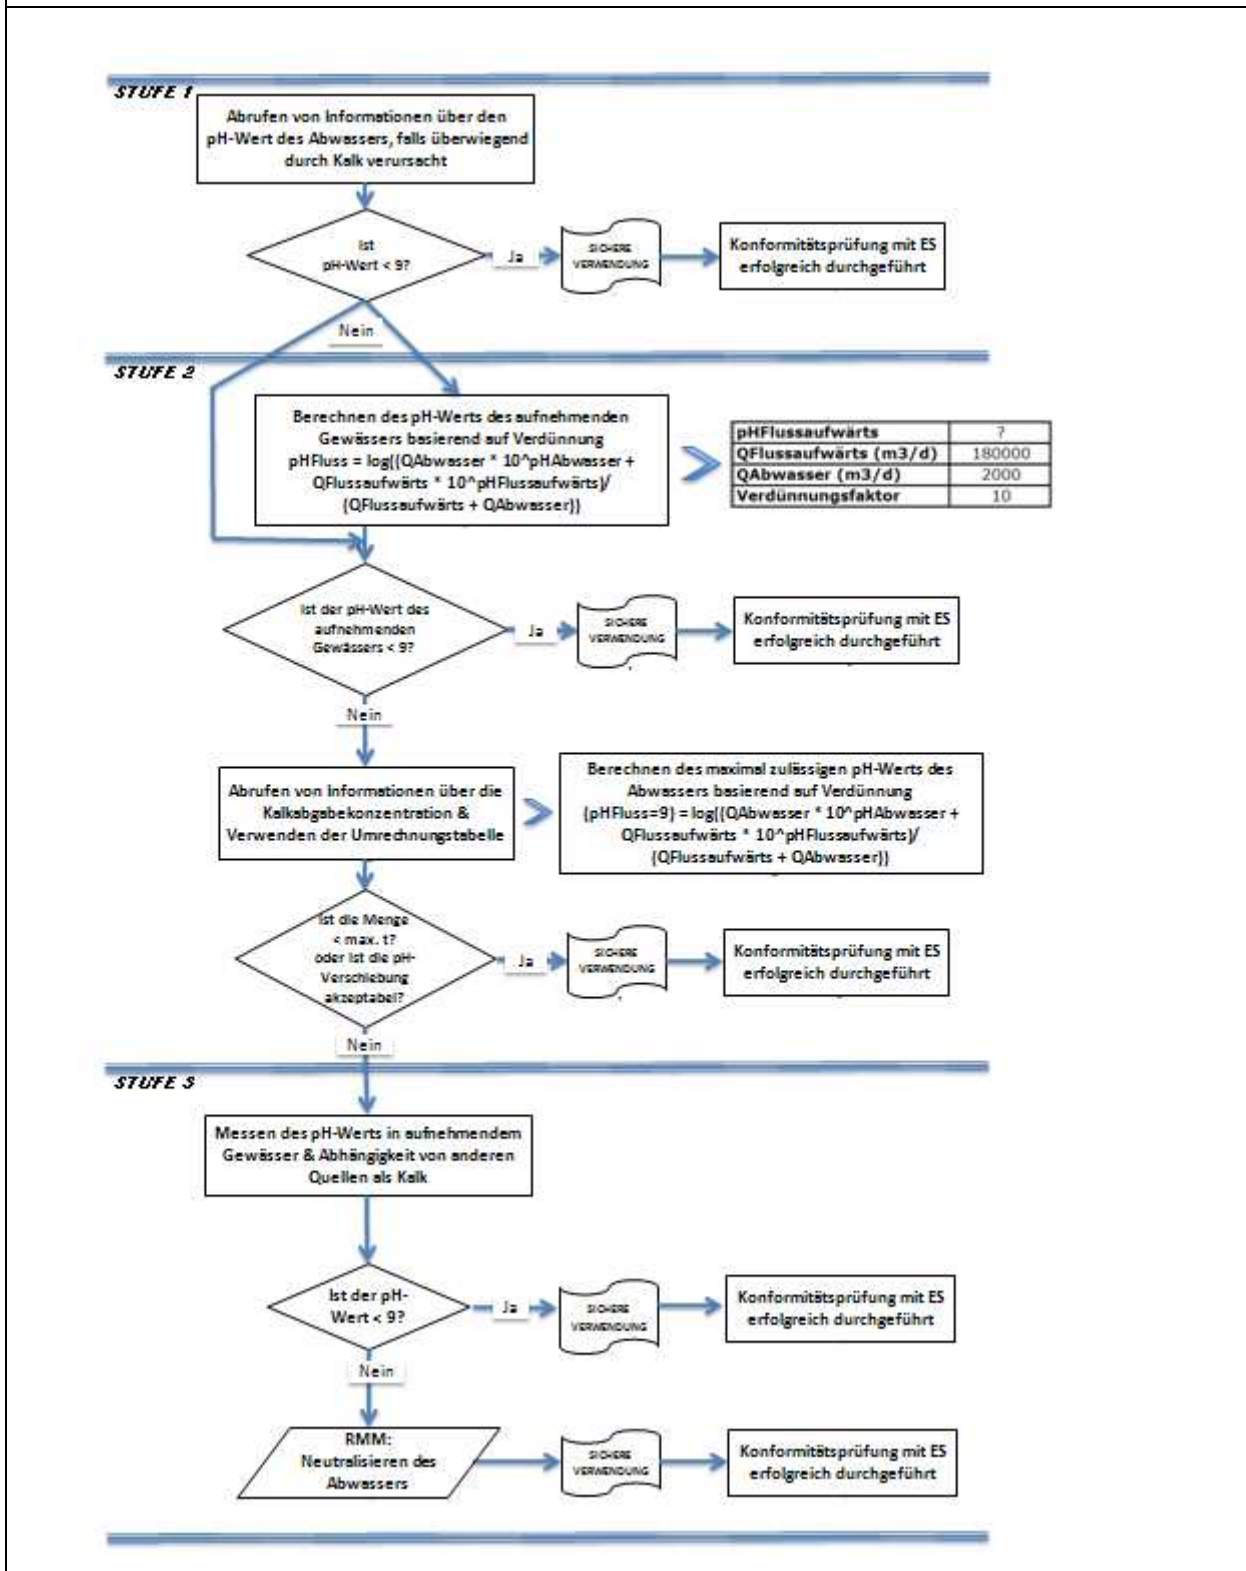 STUFE 1
Abrufen von Informationen über den
pH-Wert des Abwassers, falls überwiegend
durch Kalk verursacht
Ist
pH-Wert < 9?
Ja
SICHERE
VERWENDUNG
Konformitätsprüfung mit ES
erfolgreich durchgeführt
Nein
STUFE 2
Berechnen des pH-Werts des aufnehmenden
Gewässers basierend auf Verdünnung
pHFluss = log((QAbwasser * 10^pHAbwasser +
QFlussaufwärts * 10^pHFlussaufwärts)/
(QFlussaufwärts + QAbwasser))
pHFlussaufwärts ?
QFlussaufwärts (m3/d) 180000
QAbwasser (m3/d) 2000
Verdünnungsfaktor 10
Ist der pH-Wert des
aufnehmenden
Gewässers < 9?
Ja
SICHERE
VERWENDUNG
Konformitätsprüfung mit ES
erfolgreich durchgeführt
Nein
Abrufen von Informationen über die
Kalkabgabekonzentration &
Verwenden der Umrechnungstabelle
Berechnen des maximal zulässigen pH-Werts des
Abwassers basierend auf Verdünnung
(pHFluss=9) = log((QAbwasser * 10^pHAbwasser +
QFlussaufwärts * 10^pHFlussaufwärts)/
(QFlussaufwärts + QAbwasser))
Ist die Menge
< max. t?
oder ist die pH-
Verschiebung
akzeptabel?
Ja
SICHERE
VERWENDUNG
Konformitätsprüfung mit ES
erfolgreich durchgeführt
Nein
STUFE 3
Messen des pH-Werts in aufnehmendem
Gewässer & Abhängigkeit von anderen
Quellen als Kalk
Ist der pH-
Wert < 9?
Ja
SICHERE
VERWENDUNG
Konformitätsprüfung mit ES
erfolgreich durchgeführt
Nein
RMM:
Neutralisieren des
Abwassers
SICHERE
VERWENDUNG
Konformitätsprüfung mit ES
erfolgreich durchgeführt